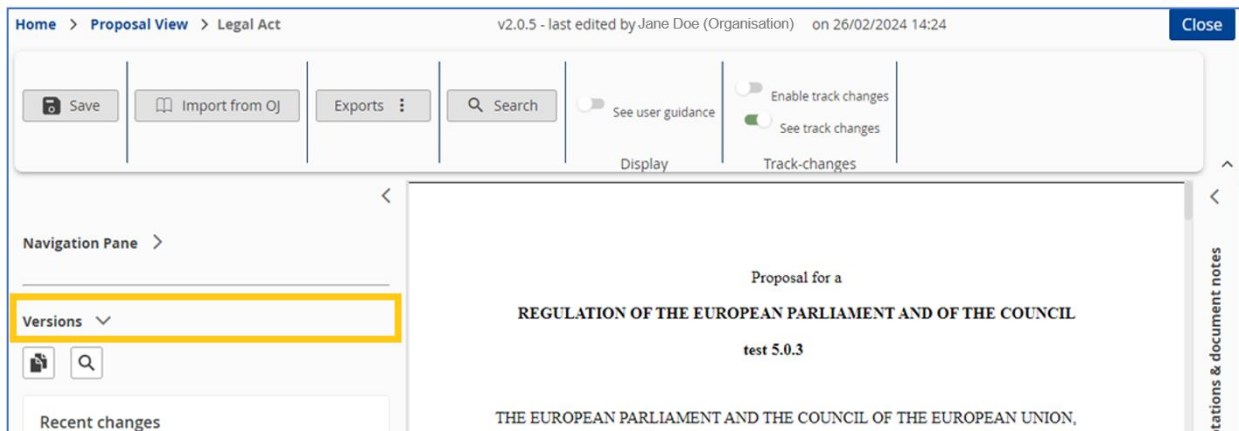 Home > Proposal View > Legal Act
v2.0.5 - last edited by Jane Doe (Organisation) on 26/02/2024 14:24
Close
Save
Import from OJ
Exports
Search
See user guidance
Display
Enable track changes
See track changes
Track-changes
Navigation Pane
Versions
Recent changes
Proposal for a
REGULATION OF THE EUROPEAN PARLIAMENT AND OF THE COUNCIL
test 5.0.3
THE EUROPEAN PARLIAMENT AND THE COUNCIL OF THE EUROPEAN UNION,
& document notes